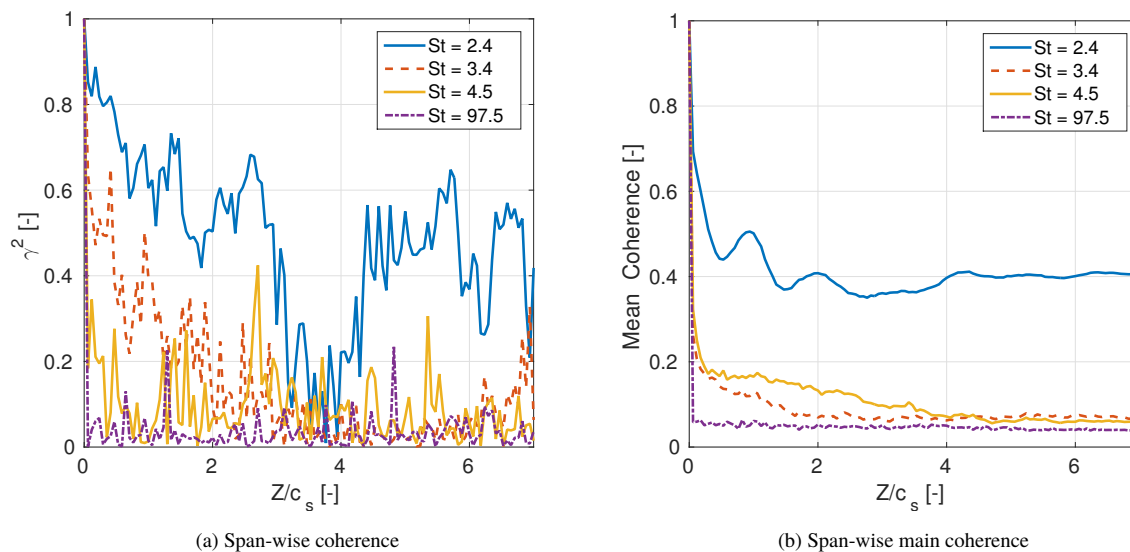 1
0.8
0.6
0.4
0.2
0
γ² [-]
0
2
4
6
Z/c_s [-]
St = 2.4
St = 3.4
St = 4.5
St = 97.5
(a) Span-wise coherence
1
0.8
0.6
0.4
0.2
0
Mean Coherence [-]
0
2
4
6
Z/c_s [-]
St = 2.4
St = 3.4
St = 4.5
St = 97.5
(b) Span-wise main coherence